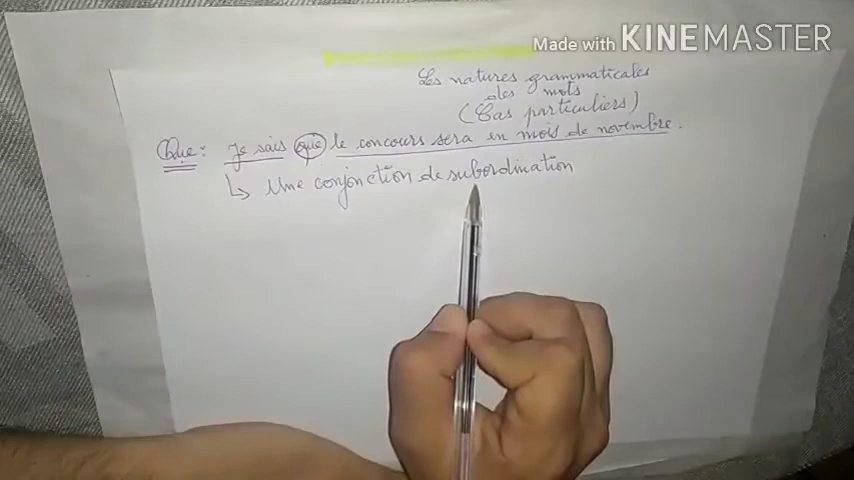 Made with KINEMASTER
Les natures grammaticales
des mots
(Cas particuliers)
Que: Je sais que le concours sera en mois de novembre.
↳ Une conjonction de subordination